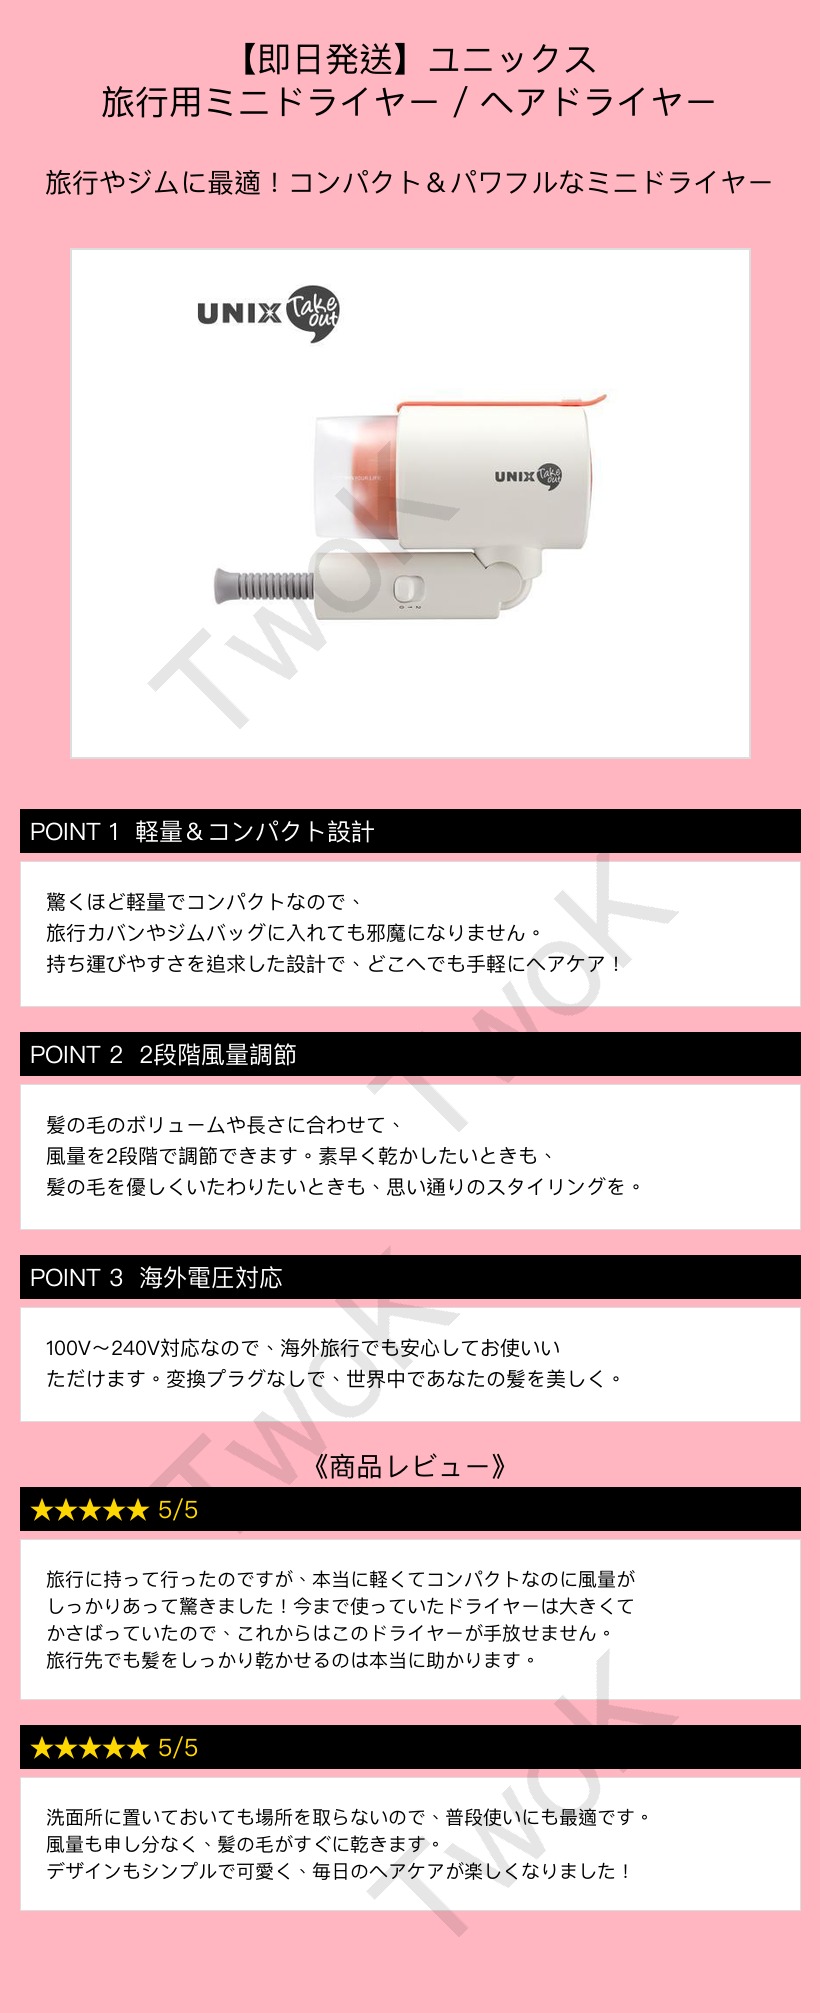 【即日発送】ユニックス
旅行用ミニドライヤー / ヘアドライヤー
旅行やジムに最適！コンパクト＆パワフルなミニドライヤー
UNIX Take out
UNIX Take out
POINT 1 軽量＆コンパクト設計
驚くほど軽量でコンパクトなので、
旅行カバンやジムバッグに入れても邪魔になりません。
持ち運びやすさを追求した設計で、どこへでも手軽にヘアケア！
POINT 2 2段階風量調節
髪の毛のボリュームや長さに合わせて、
風量を2段階で調節できます。素早く乾かしたいときも、
髪の毛を優しくいたわりたいときも、思い通りのスタイリングを。
POINT 3 海外電圧対応
100V～240V対応なので、海外旅行でも安心してお使いい
ただけます。変換プラグなしで、世界中であなたの髪を美しく。
《商品レビュー》
★★★★★ 5/5
旅行に持って行ったのですが、本当に軽くてコンパクトなのに風量が
しっかりあって驚きました！今まで使っていたドライヤーは大きくて
かさばっていたので、これからはこのドライヤーが手放せません。
旅行先でも髪をしっかり乾かせるのは本当に助かります。
★★★★★ 5/5
洗面所に置いておいても場所を取らないので、普段使いにも最適です。
風量も申し分なく、髪の毛がすぐに乾きます。
デザインもシンプルで可愛く、毎日のヘアケアが楽しくなりました！
TwoK
TwoK
TwoK
TwoK